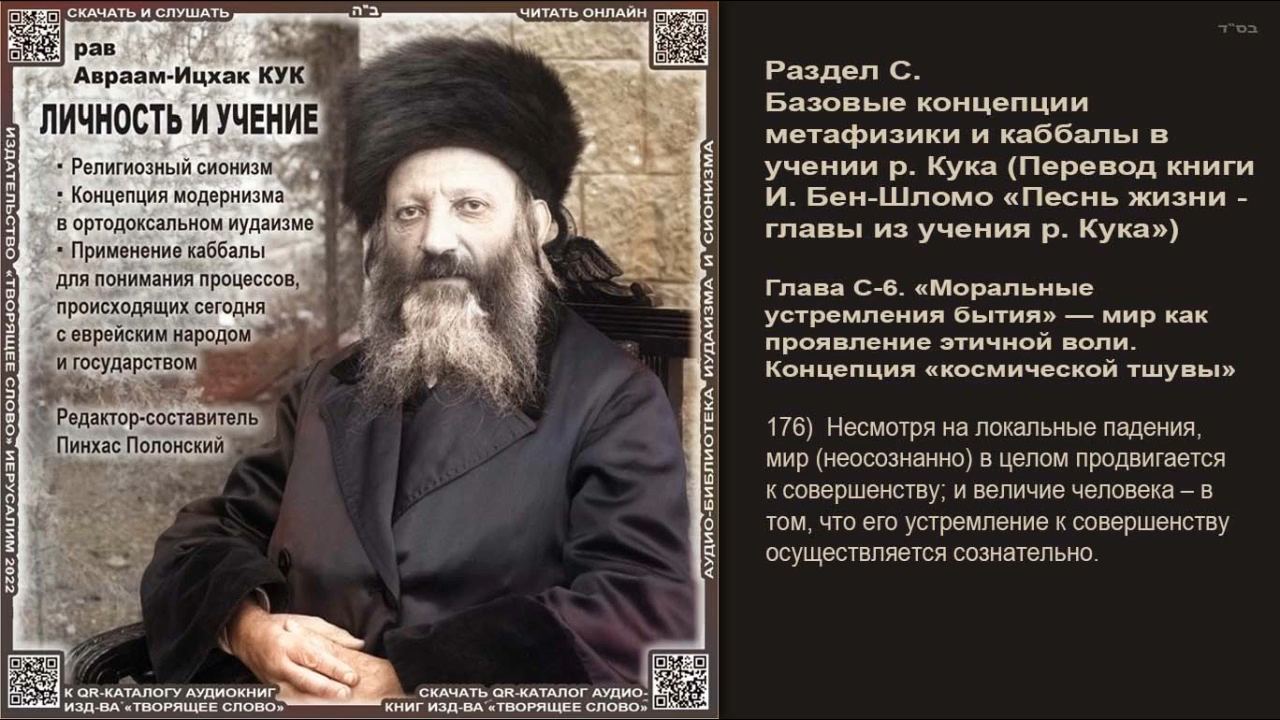 СКАЧАТЬ И СЛУШАТЬ
ב"ה
ЧИТАТЬ ОНЛАЙН
рав
Авраам-Ицхак КУК
ЛИЧНОСТЬ И УЧЕНИЕ
· Религиозный сионизм
· Концепция модернизма
в ортодоксальном иудаизме
· Применение каббалы
для понимания процессов,
происходящих сегодня
с еврейским народом
и государством
Редактор-составитель
Пинхас Полонский
ИЗДАТЕЛЬСТВО «ТВОРЯЩЕЕ СЛОВО» ИЕРУСАЛИМ 2022
АУДИО-БИБЛИОТЕКА ИУДАИЗМА И СИОНИЗМА
К QR-КАТАЛОГУ АУДИОКНИГ
ИЗД-ВА «ТВОРЯЩЕЕ СЛОВО»
СКАЧАТЬ QR-КАТАЛОГ АУДИО-
КНИГ ИЗД-ВА «ТВОРЯЩЕЕ СЛОВО»
בס"ד
Раздел С.
Базовые концепции
метафизики и каббалы в
учении р. Кука (Перевод книги
И. Бен-Шломо «Песнь жизни -
главы из учения р. Кука»)
Глава С-6. «Моральные
устремления бытия» — мир как
проявление этичной воли.
Концепция «космической тшувы»
176) Несмотря на локальные падения,
мир (неосознанно) в целом продвигается
к совершенству; и величие человека – в
том, что его устремление к совершенству
осуществляется сознательно.